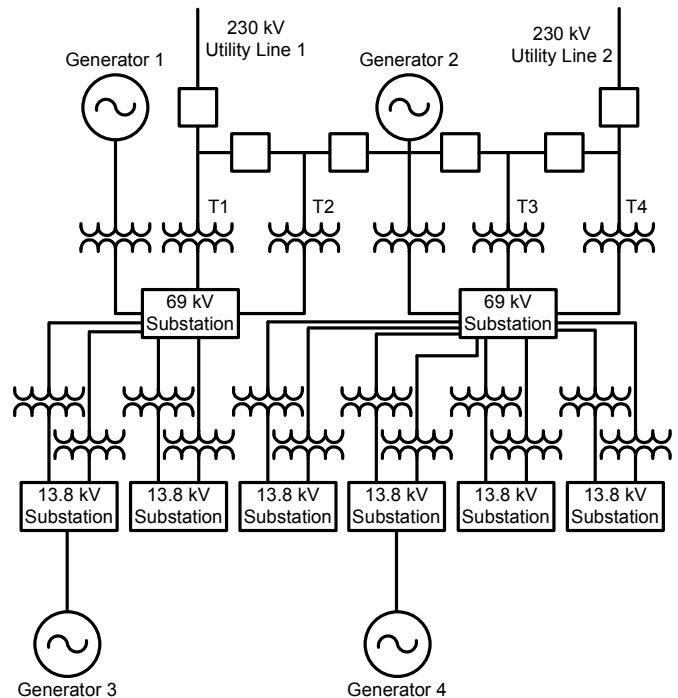 230 kV
Utility Line 1
230 kV
Utility Line 2
Generator 1
Generator 2
T1
T2
T3
T4
69 kV
Substation
69 kV
Substation
13.8 kV
Substation
13.8 kV
Substation
13.8 kV
Substation
13.8 kV
Substation
13.8 kV
Substation
13.8 kV
Substation
Generator 3
Generator 4